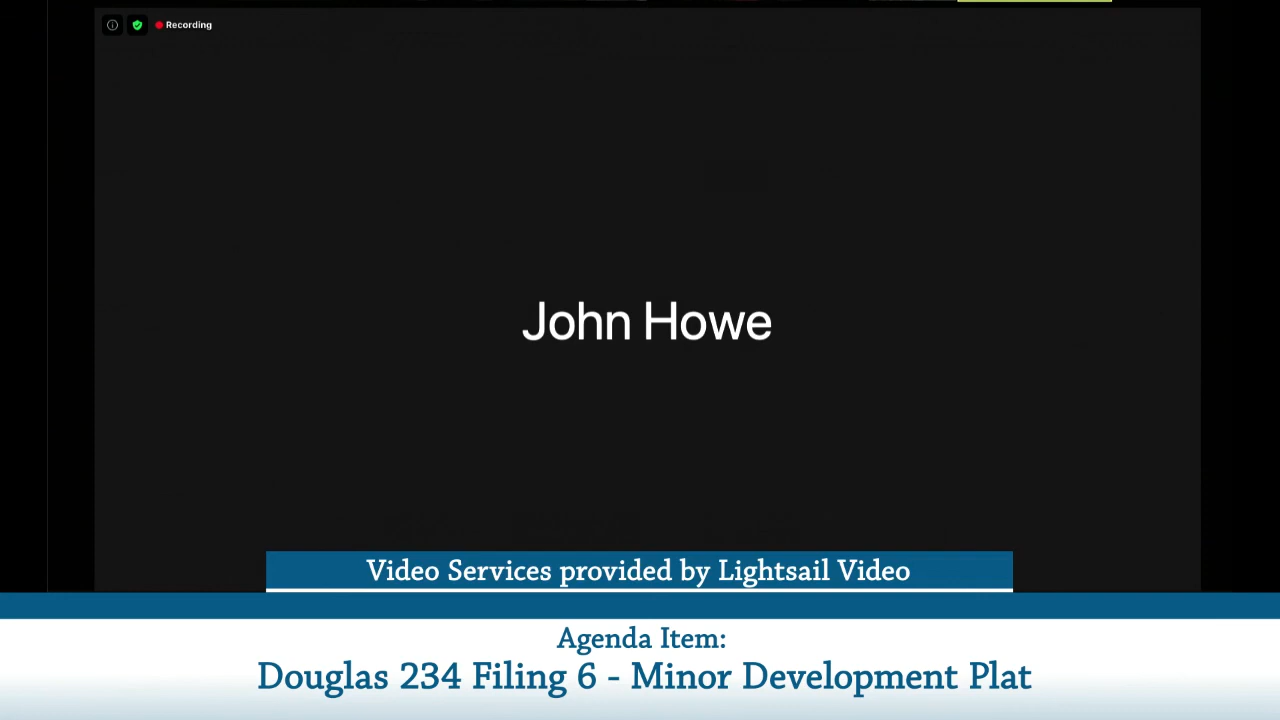 Recording
John Howe
Video Services provided by Lightsail Video
Agenda Item:
Douglas 234 Filing 6 - Minor Development Plat